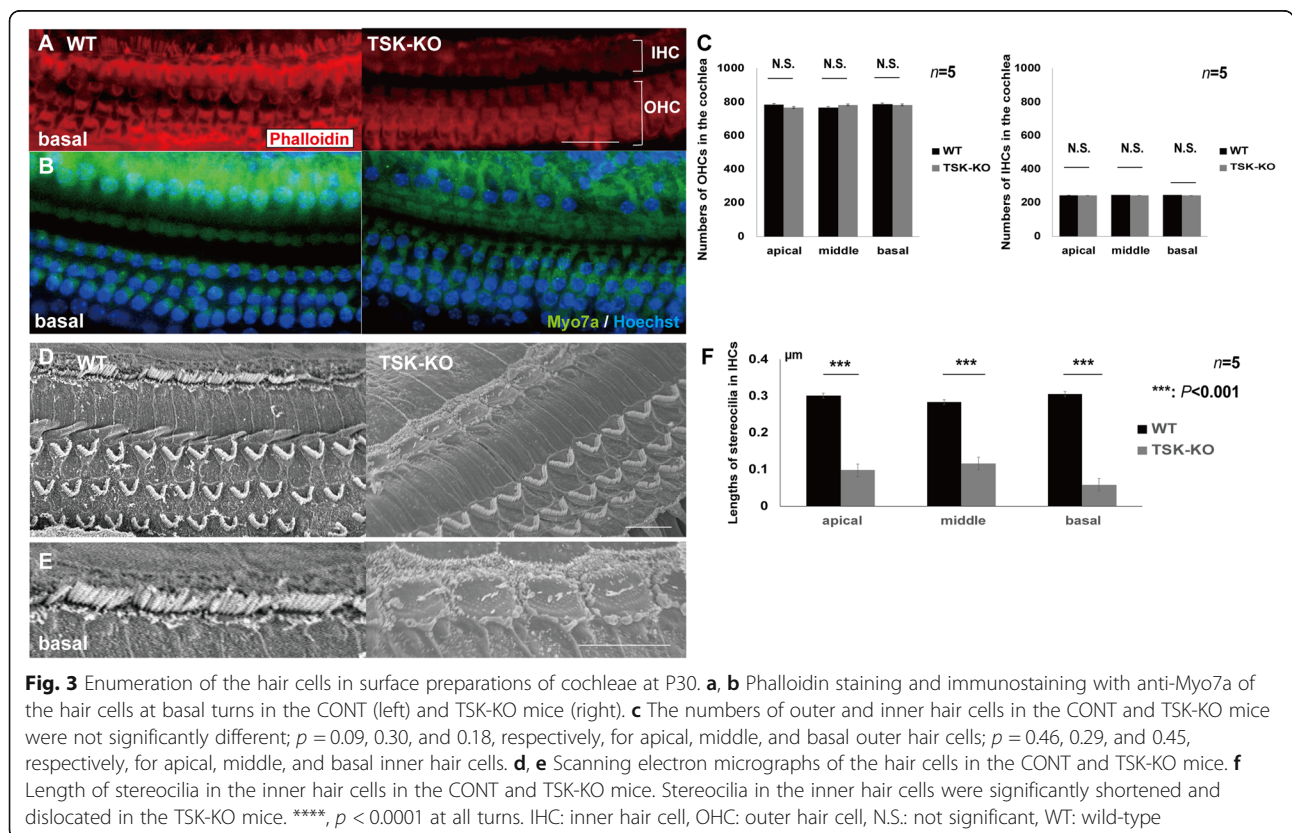 A WT
TSK-KO
IHC
OHC
basal
Phalloidin
B
basal
Myo7a / Hoechst
C
N.S. N.S. N.S.
n=5
Numbers of OHCs in the cochlea
1000
800
600
400
200
0
WT
TSK-KO
apical middle basal
N.S. N.S. N.S.
n=5
Numbers of IHCs in the cochlea
1000
800
600
400
200
0
WT
TSK-KO
apical middle basal
D WT
TSK-KO
E
basal
F
µm
Lengths of stereocilia in IHCs
0.4
0.3
0.2
0.1
0
*** *** ***
n=5
***: P<0.001
WT
TSK-KO
apical middle basal
Fig. 3 Enumeration of the hair cells in surface preparations of cochleae at P30. a, b Phalloidin staining and immunostaining with anti-Myo7a of
the hair cells at basal turns in the CONT (left) and TSK-KO mice (right). c The numbers of outer and inner hair cells in the CONT and TSK-KO mice
were not significantly different; p = 0.09, 0.30, and 0.18, respectively, for apical, middle, and basal outer hair cells; p = 0.46, 0.29, and 0.45,
respectively, for apical, middle, and basal inner hair cells. d, e Scanning electron micrographs of the hair cells in the CONT and TSK-KO mice. f
Length of stereocilia in the inner hair cells in the CONT and TSK-KO mice. Stereocilia in the inner hair cells were significantly shortened and
dislocated in the TSK-KO mice. ****, p < 0.0001 at all turns. IHC: inner hair cell, OHC: outer hair cell, N.S.: not significant, WT: wild-type